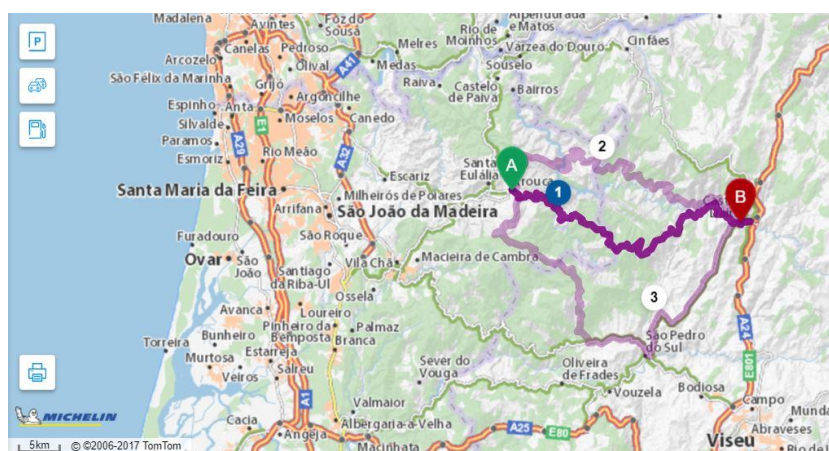 Madalena
Avintes
Foz do
Sousa
Rio de
Moinhos
Alpendurada
e Matos
Cinfães
Canelas
Pedroso
Melres
Várzea do Douro
Arcozelo
Olival
A41
Medas
Souselo
São Félix da Marinha
Grijó
Raiva
Castelo
de Paiva
Bairros
Argoncilhe
Espinho
Anta
E1
Moselos
Canedo
Silvalde
Paramos
A29
Rio Meão
A32
2
Esmoriz
Escariz
Santa
Eulália
A
Arouca
1
B
Santa Maria da Feira
Milheirós de Poiares
Arrifana
São João da Madeira
Furadouro
São Roque
Ovar
São
João
Vila Chã
Macieira de Cambra
Santiago
da Riba-Ul
Ossela
3
Avanca
Loureiro
A24
Pinheiro da
Bemposta
Palmaz
Branca
São Pedro
do Sul
Torreira
Bunheiro
Estarreja
Murtosa
Salreu
Veiros
Sever do
Vouga
Oliveira
de Frades
E801
Vouzela
Bodiosa
Campo
MICHELIN
Valmaior
A1
Cacia
Albergaria-a-Velha
A25
E80
Abraveses
Angeja
Viseu
5km
© ©2006-2017 TomTom
P